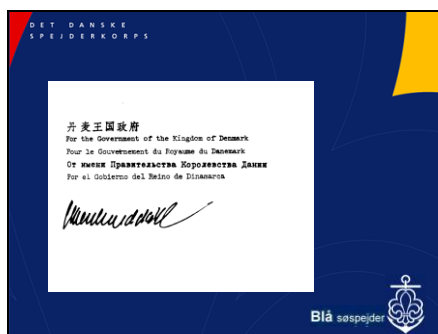 DET DANSKE
SPEJDERKORPS
丹麦王国政府
For the Government of the Kingdom of Denmark
Pour le Gouvernement du Royaume du Danemark
От имени Правительства Королевства Дании
Por el Gobierno del Reino de Dinamarca
Blå søspejder